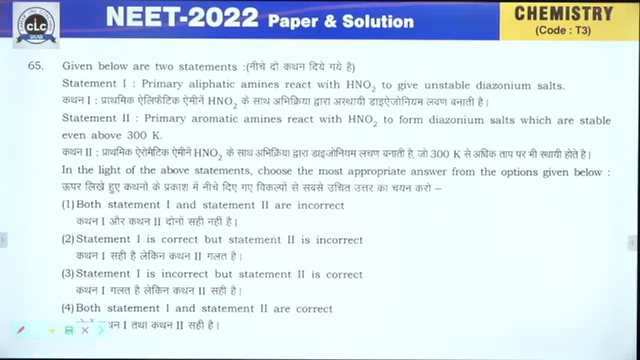 CLC
NEET-2022 Paper & Solution
CHEMISTRY
(Code : T3)
65. Given below are two statements :(नीचे दो कथन दिये गये है)
Statement I : Primary aliphatic amines react with HNO2 to give unstable diazonium salts.
कथन I : प्राथमिक ऐलिफैटिक ऐमीनें HNO2 के साथ अभिक्रिया द्वारा अस्थायी डाइऐजोनियम लवण बनाती है।
Statement II : Primary aromatic amines react with HNO2 to form diazonium salts which are stable
even above 300 K.
कथन II : प्राथमिक ऐरोमैटिक ऐमीनें HNO2 के साथ अभिक्रिया द्वारा डाइजोनियम लवण बनाती है, जो 300 K से अधिक ताप पर भी स्थायी होते है।
In the light of the above statements, choose the most appropriate answer from the options given below :
ऊपर लिखे हुए कथनों के प्रकाश में नीचे दिए गए विकल्पों से सबसे उचित उत्तर का चयन करो –
(1) Both statement I and statement II are incorrect
कथन I और कथन II दोनों सही नहीं है।
(2) Statement I is correct but statement II is incorrect
कथन I सही है लेकिन कथन II गलत है।
(3) Statement I is incorrect but statement II is correct
कथन I गलत है लेकिन कथन II सही है।
(4) Both statement I and statement II are correct
I तथा कथन II सही है।